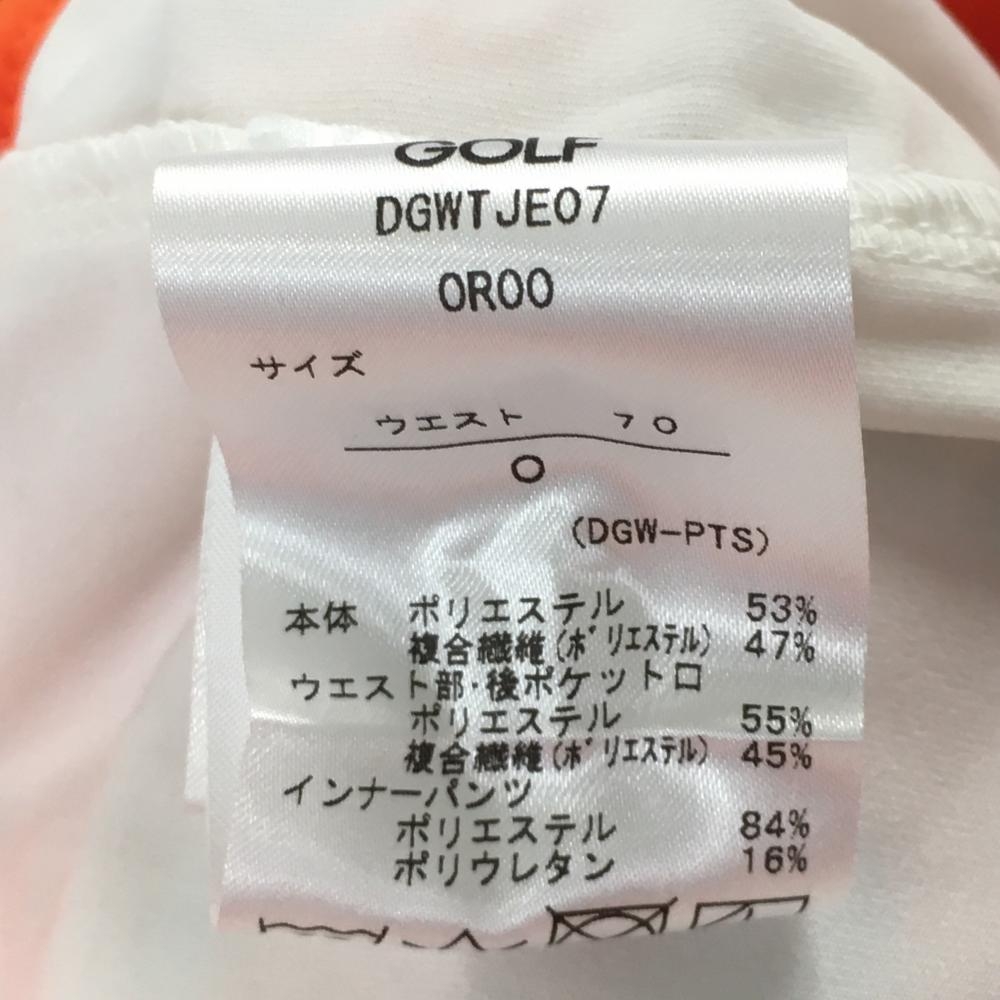 GOLF
DGWTJE07
OR00
サイズ
ウエスト 70
O
(DGW-PTS)
本体 ポリエステル 53%
複合繊維(ポリエステル) 47%
ウエスト部・後ポケット口
ポリエステル 55%
複合繊維(ポリエステル) 45%
インナーパンツ
ポリエステル 84%
ポリウレタン 16%